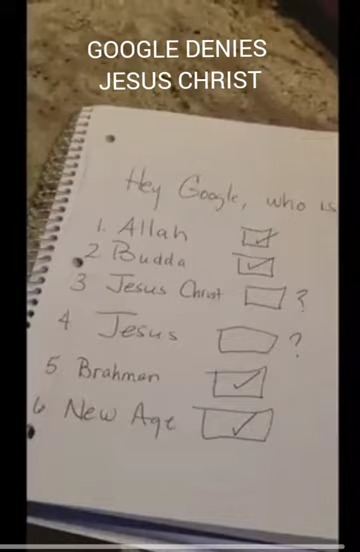 GOOGLE DENIES
JESUS CHRIST
Hey Google, who is
1. Allah
2 Budda
3 Jesus Christ ?
4 Jesus ?
5 Brahman
6 New Age